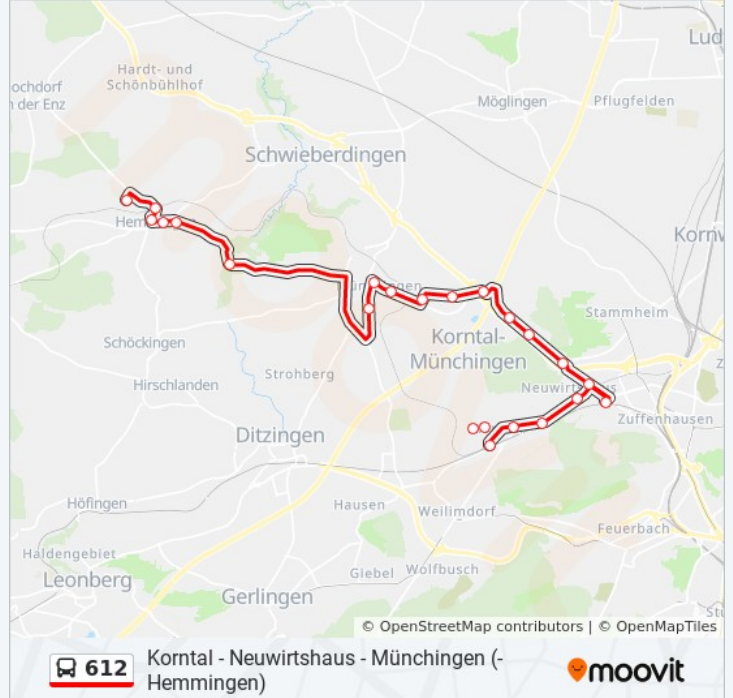 Lud
Hardt- und
Schönbühlhof
ochdorf
n der Enz
Möglingen
Pflugfelden
Schwieberdingen
Hem
Kornw
Stammheim
Korntal-
Münchingen
Schöckingen
Strohberg
Hirschlanden
Neuwirtshaus
Zuffenhausen
Ditzingen
Höfingen
Hausen
Weilimdorf
Feuerbach
Haldengebiet
Leonberg
Giebel
Wolfbusch
Gerlingen
Stu
© OpenStreetMap contributors | © OpenMapTiles
612
Korntal - Neuwirtshaus - Münchingen (-
Hemmingen)
moovit